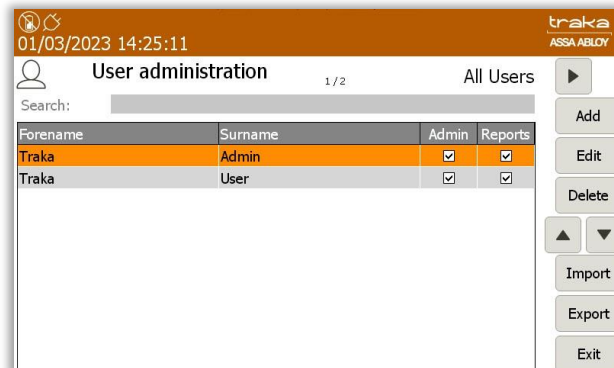 traka
01/03/2023 14:25:11
ASSA ABLOY
User administration 1/2 All Users
Search:
Add
Forename Surname Admin Reports
Traka Admin
Edit
Traka User
Delete
Import
Export
Exit